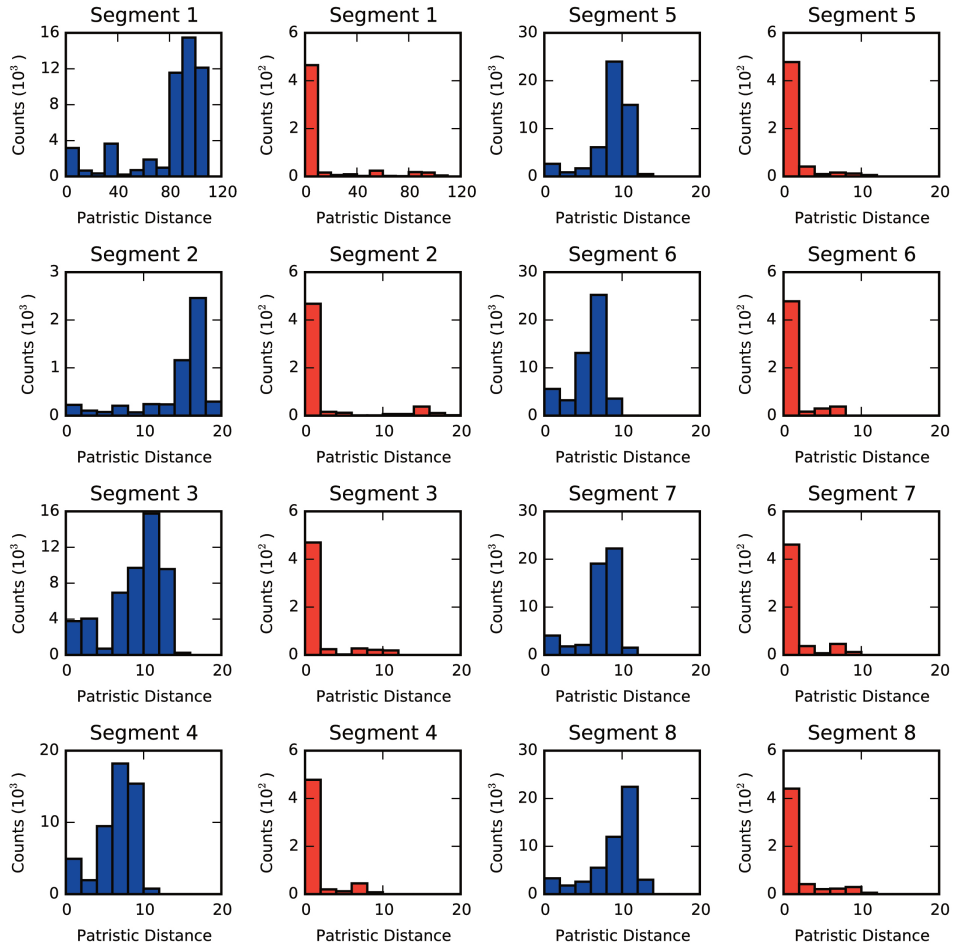 Segment 1
Counts (10³)
16
12
8
4
0
0 40 80 120
Patristic Distance
Segment 1
Counts (10²)
6
4
2
0
0 40 80 120
Patristic Distance
Segment 5
Counts (10³)
30
20
10
0
0 10 20
Patristic Distance
Segment 5
Counts (10²)
6
4
2
0
0 10 20
Patristic Distance
Segment 2
Counts (10³)
3
2
1
0
0 10 20
Patristic Distance
Segment 2
Counts (10²)
6
4
2
0
0 10 20
Patristic Distance
Segment 6
Counts (10³)
30
20
10
0
0 10 20
Patristic Distance
Segment 6
Counts (10²)
6
4
2
0
0 10 20
Patristic Distance
Segment 3
Counts (10³)
16
12
8
4
0
0 10 20
Patristic Distance
Segment 3
Counts (10²)
6
4
2
0
0 10 20
Patristic Distance
Segment 7
Counts (10³)
30
20
10
0
0 10 20
Patristic Distance
Segment 7
Counts (10²)
6
4
2
0
0 10 20
Patristic Distance
Segment 4
Counts (10³)
20
10
0
0 10 20
Patristic Distance
Segment 4
Counts (10²)
6
4
2
0
0 10 20
Patristic Distance
Segment 8
Counts (10³)
30
20
10
0
0 10 20
Patristic Distance
Segment 8
Counts (10²)
6
4
2
0
0 10 20
Patristic Distance